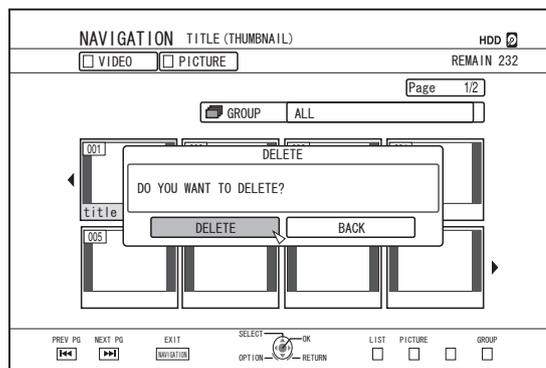 NAVIGATION TITLE (THUMBNAIL) HDD
VIDEO PICTURE REMAIN 232
Page 1/2
GROUP ALL
001
DELETE
DO YOU WANT TO DELETE?
title
DELETE BACK
005
PREV PG NEXT PG EXIT SELECT OK LIST PICTURE GROUP
NAVIGATION OPTION RETURN